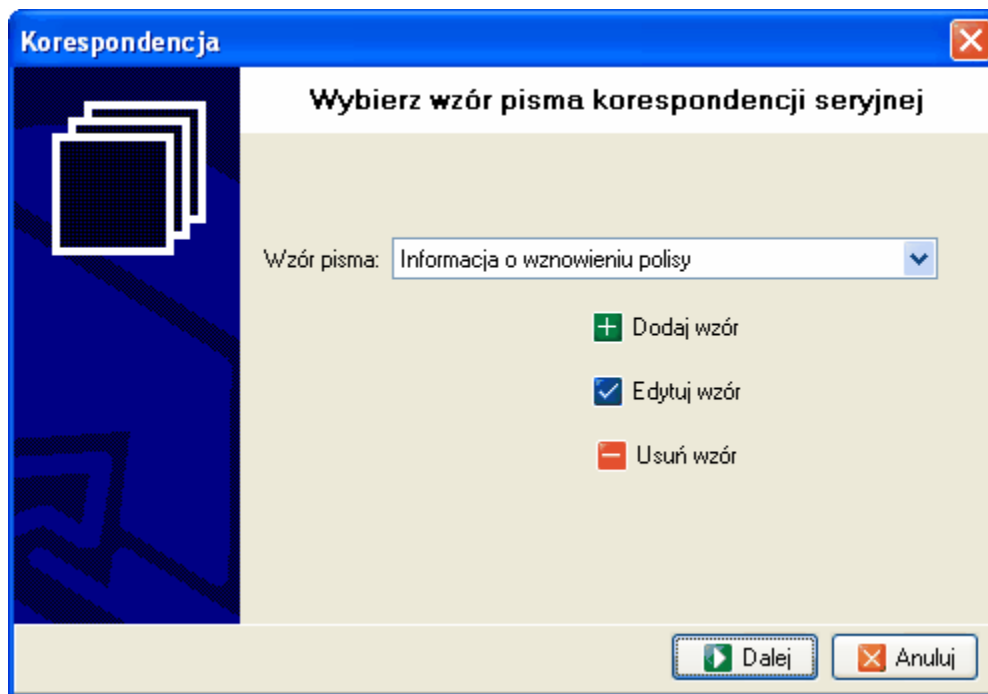 Korespondencja
Wybierz wzór pisma korespondencji seryjnej
Wzór pisma: Informacja o wznowieniu polisy
Dodaj wzór
Edytuj wzór
Usuń wzór
Dalej Anuluj